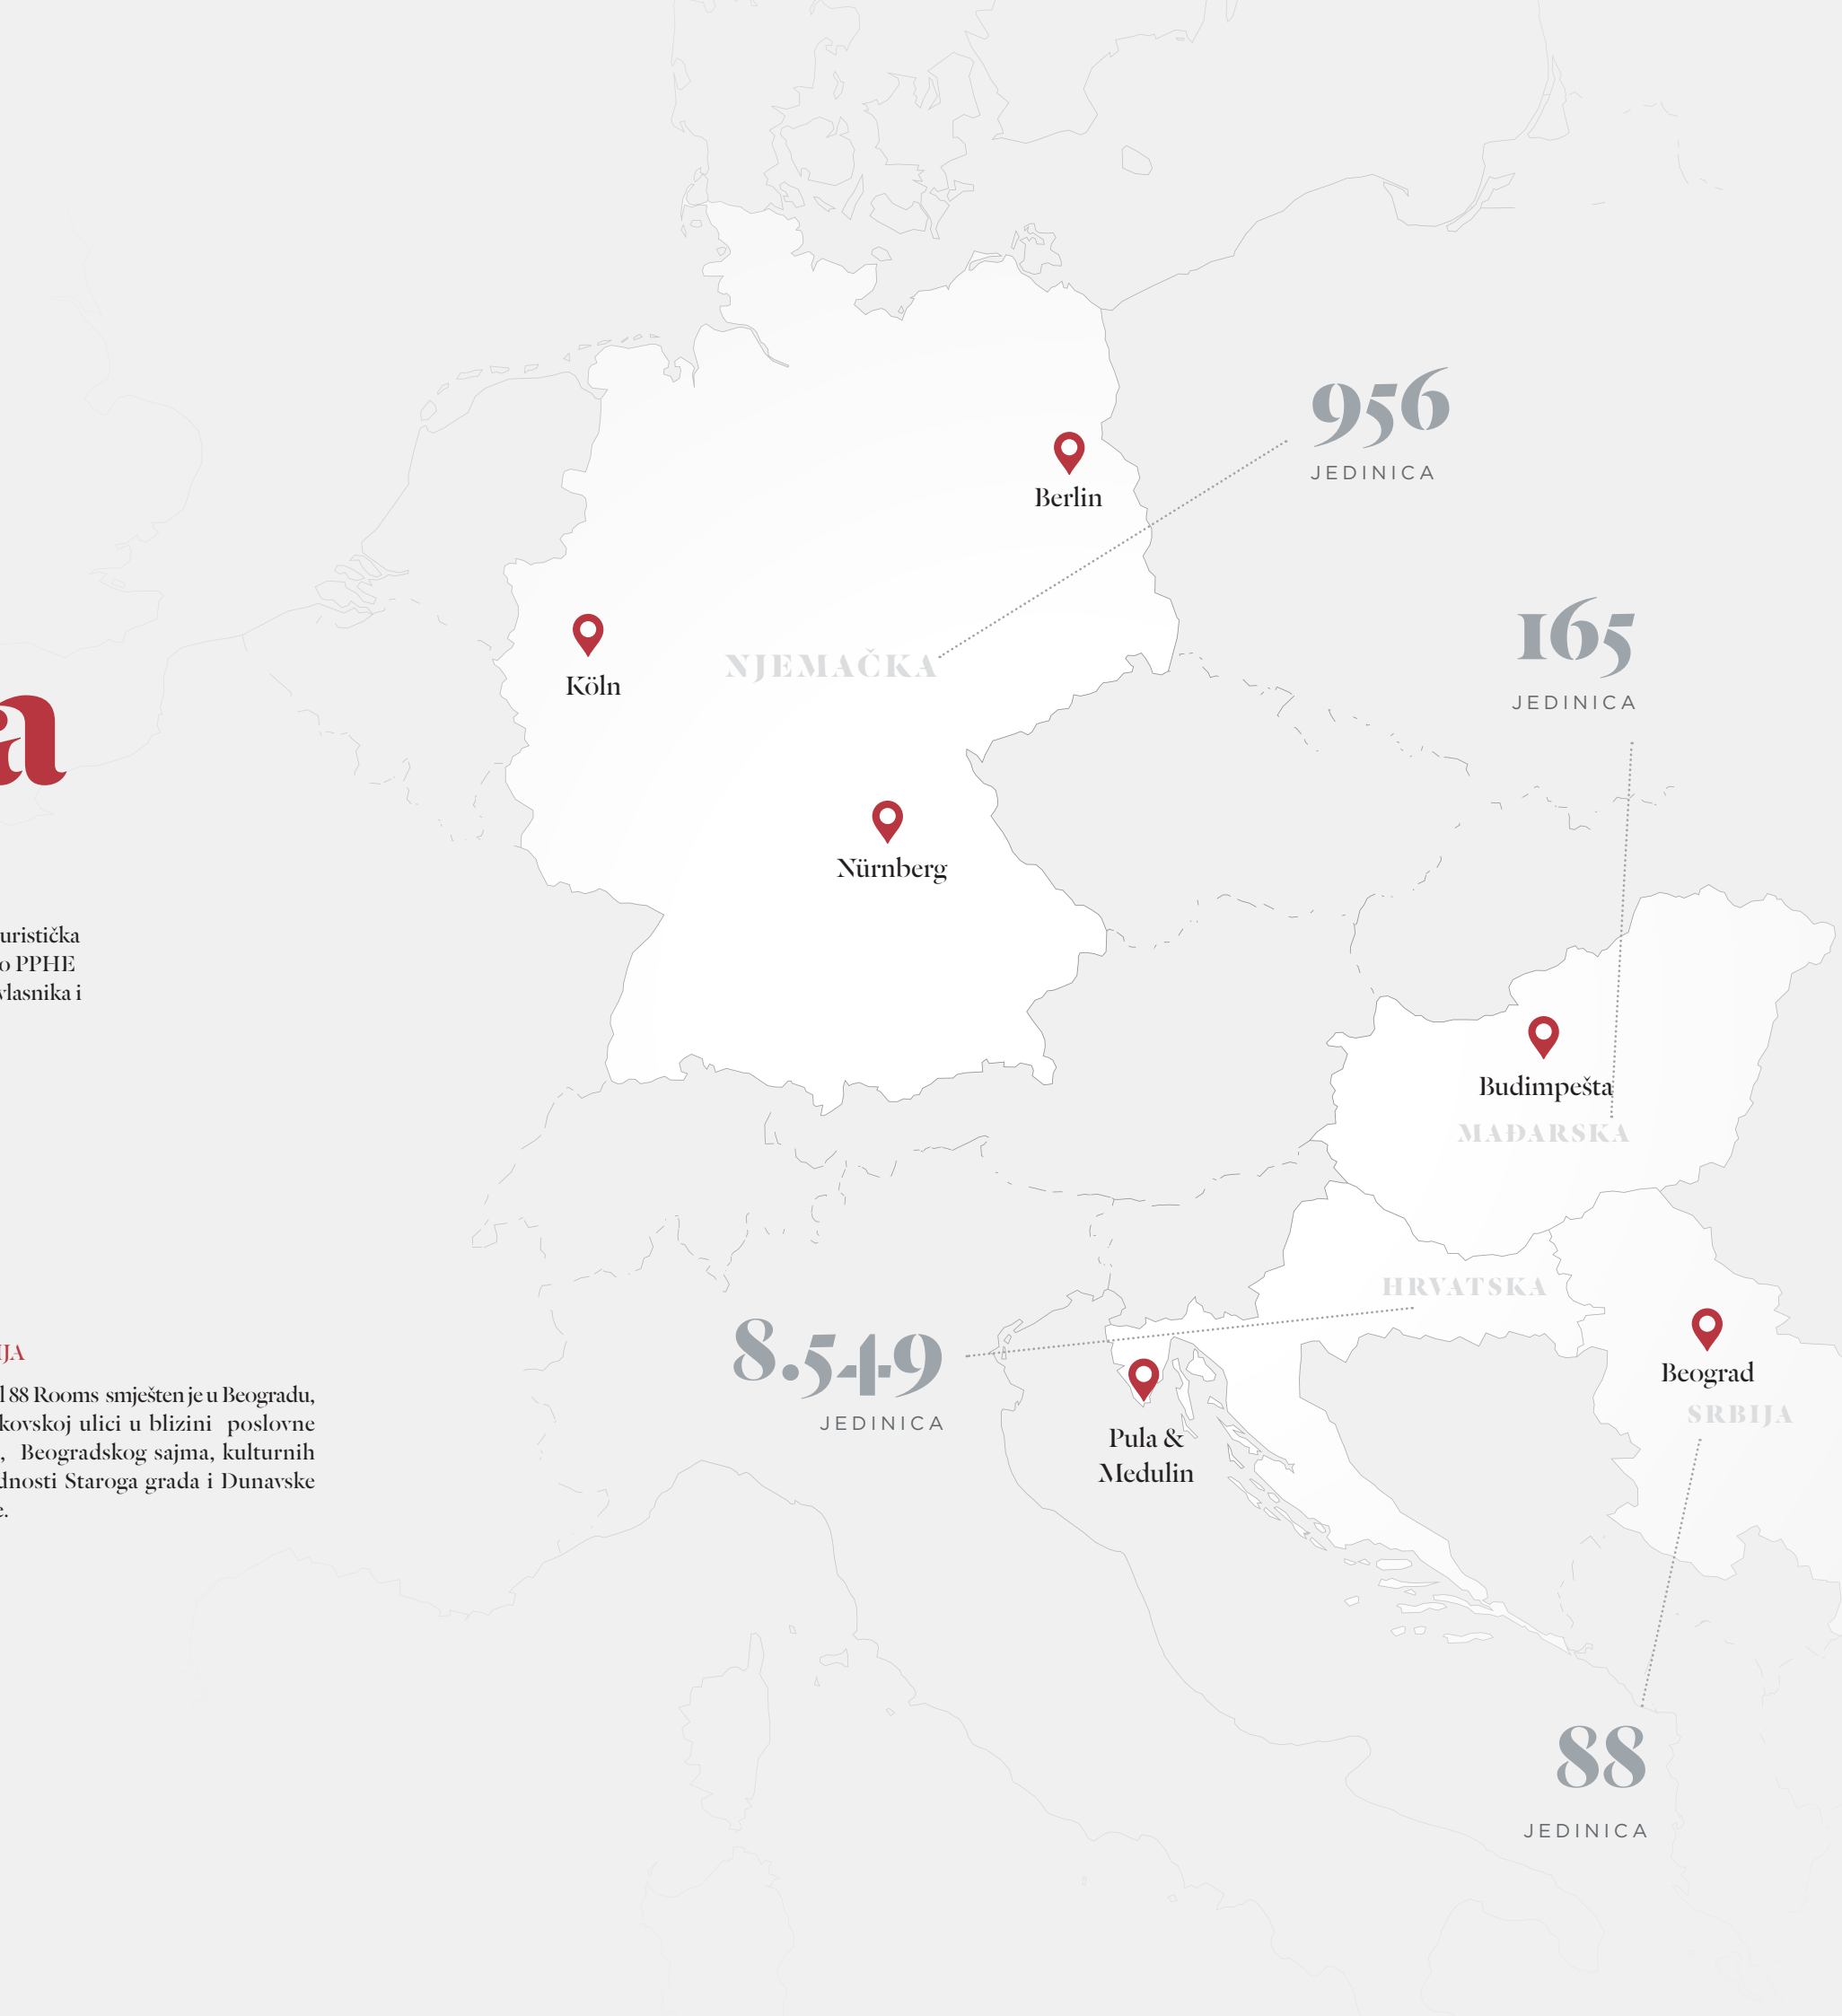 a
uristička
o PPHE
vlasnika i
IJA
l 88 Rooms smješten je u Beogradu,
kovskoj ulici u blizini poslovne
, Beogradskog sajma, kulturnih
dnosti Staroga grada i Dunavske
e.
956
JEDINICA
Berlin
165
JEDINICA
Köln
NJEMAČKA
Nürnberg
Budimpešta
MAĐARSKA
HRVATSKA
8.549
JEDINICA
Beograd
SRBIJA
Pula &
Medulin
88
JEDINICA